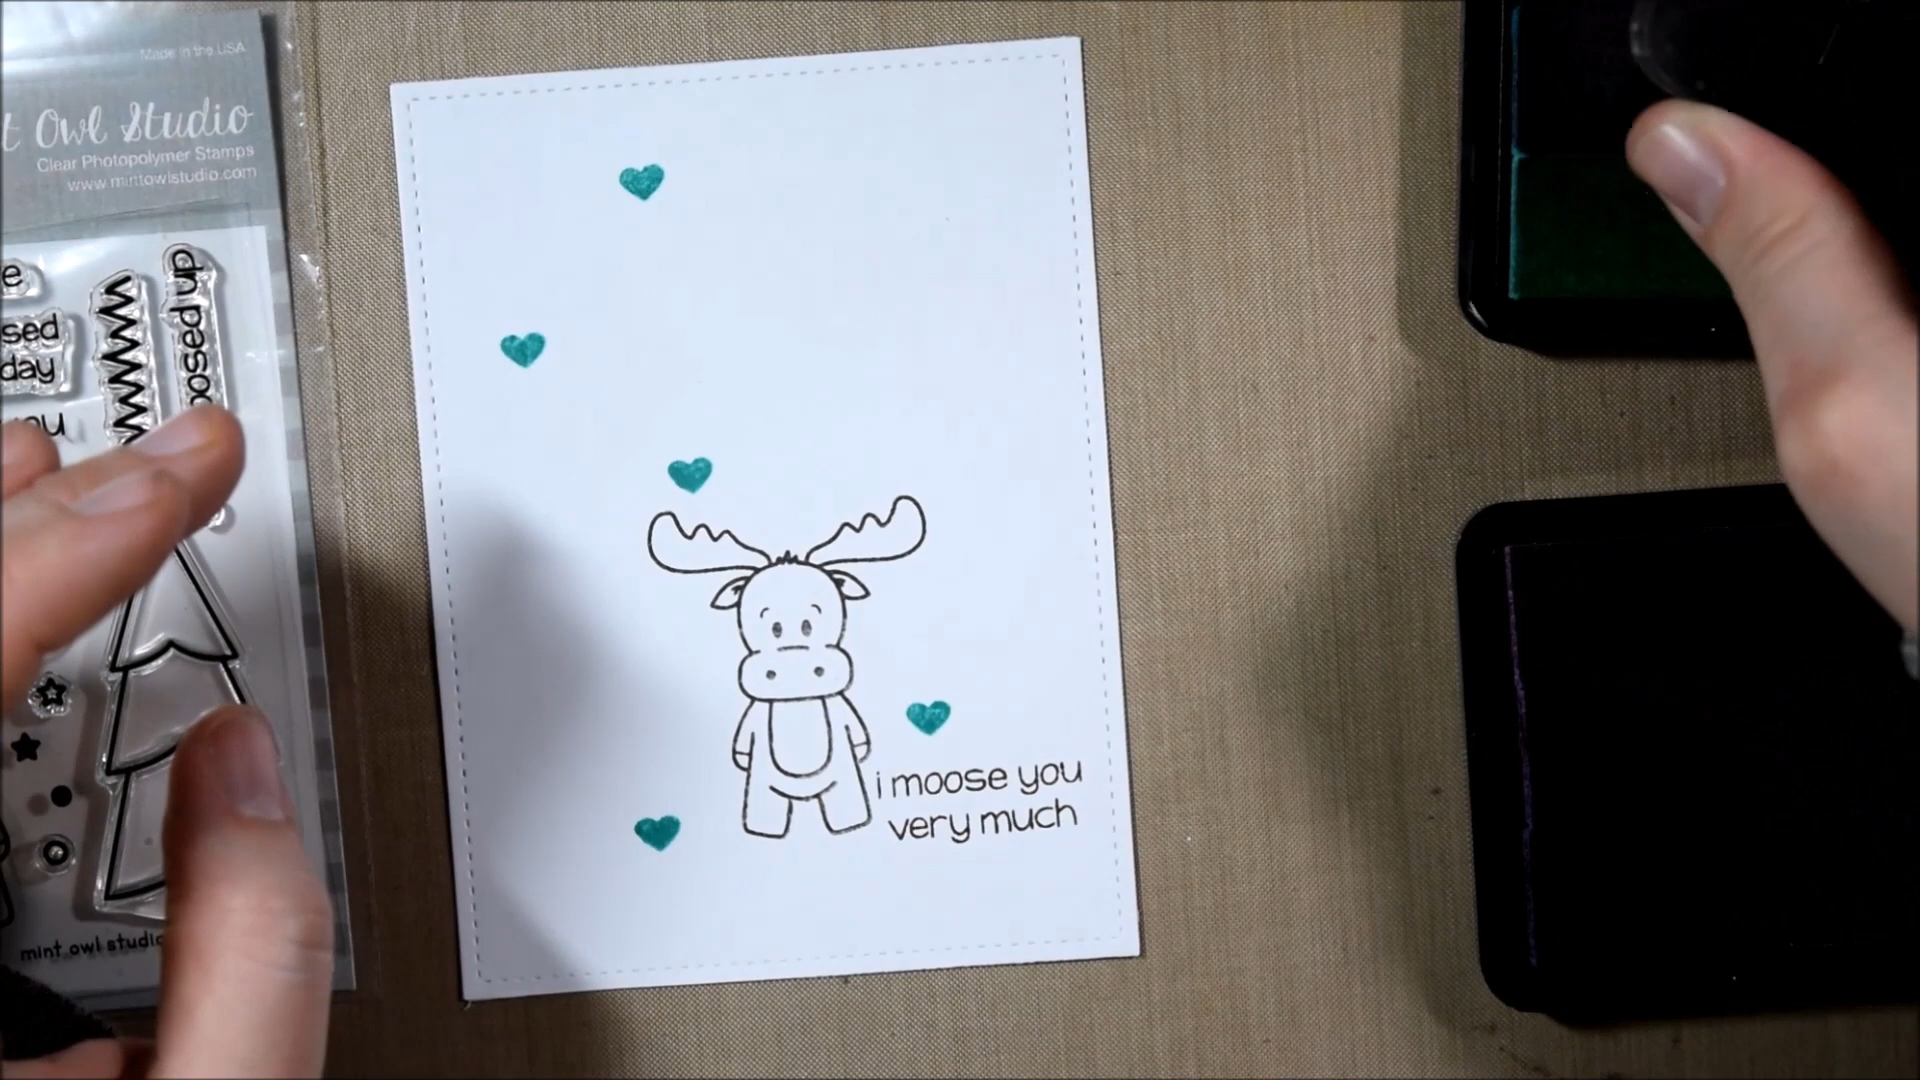 Made in the USA
t Owl Studio
Clear Photopolymer Stamps
www.mintowlstudio.com
e
sed
day
ou
posed up
mint owl studio
i moose you
very much